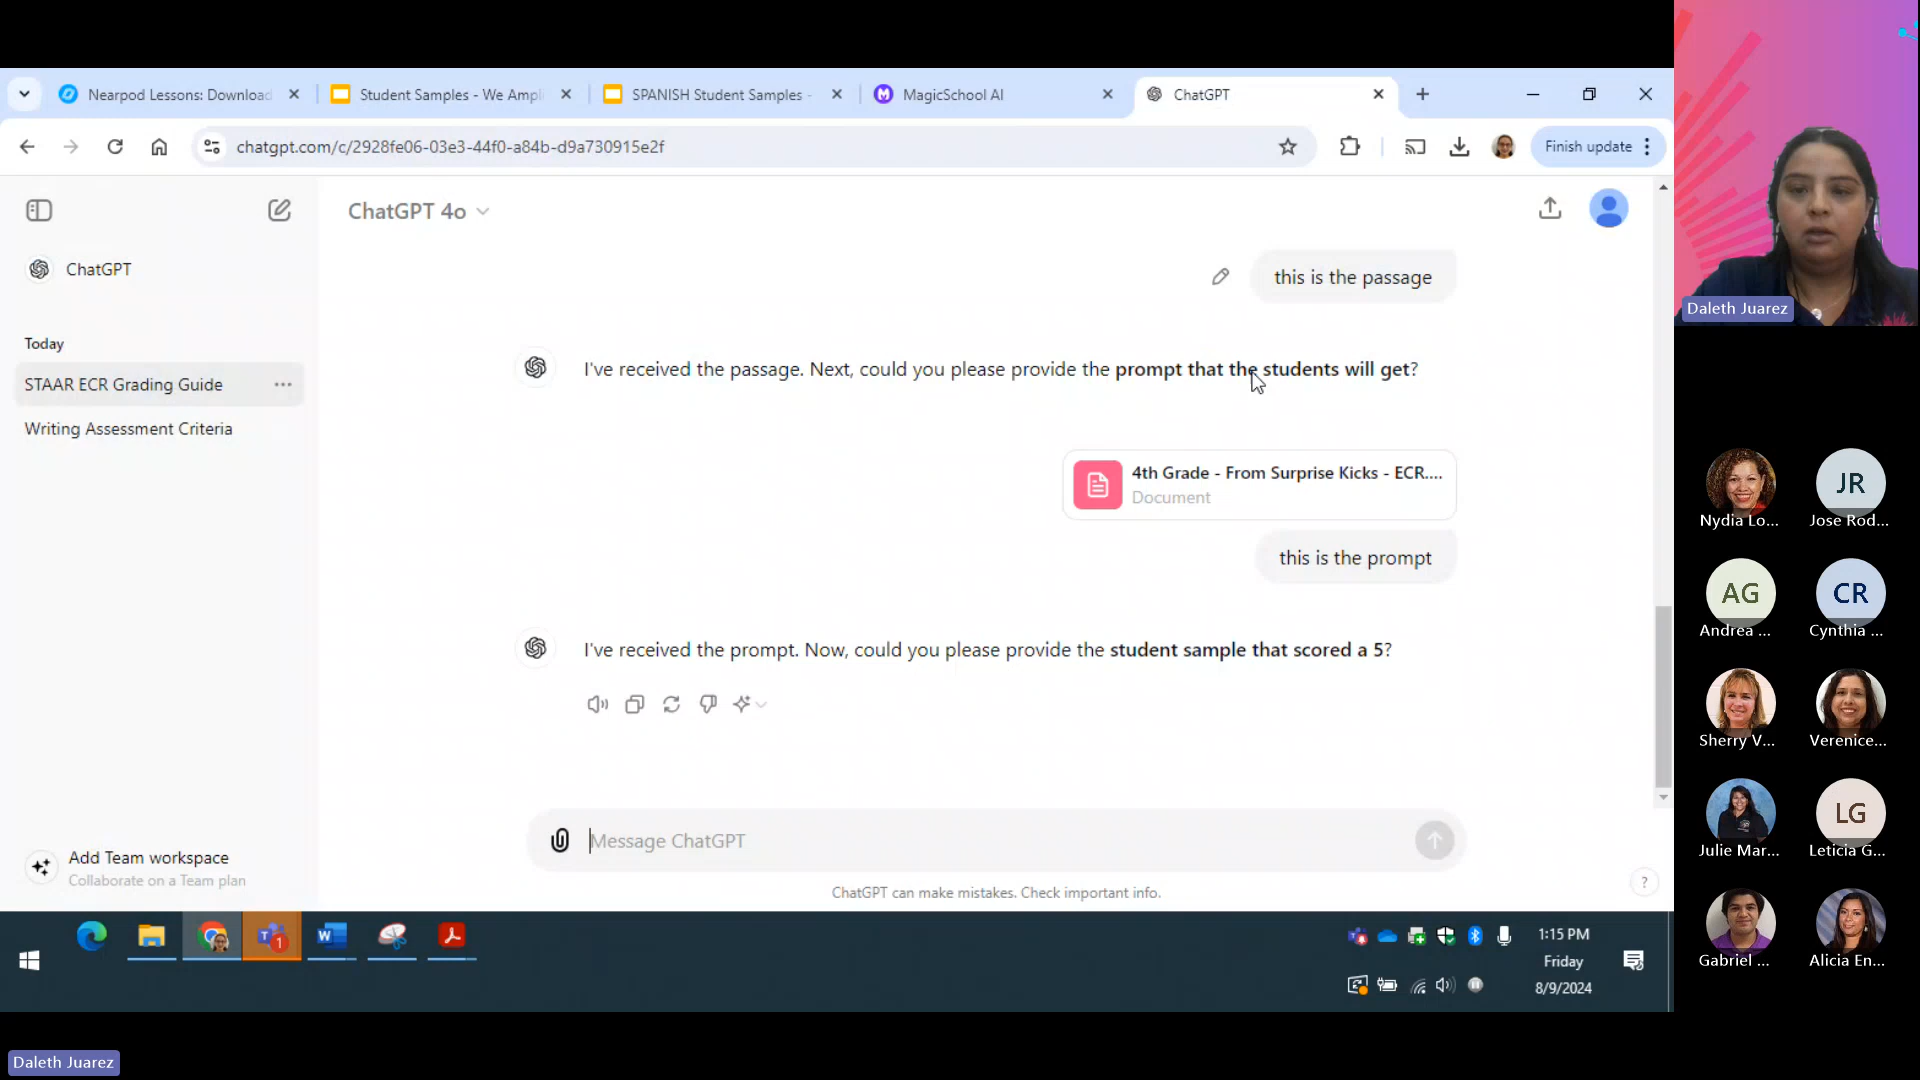 Nearpod Lessons: Download
Student Samples - We Ampl
SPANISH Student Samples -
MagicSchool AI
ChatGPT
chatgpt.com/c/2928fe06-03e3-44f0-a84b-d9a730915e2f
Finish update
ChatGPT 4o
ChatGPT
Today
STAAR ECR Grading Guide
Writing Assessment Criteria
this is the passage
I've received the passage. Next, could you please provide the prompt that the students will get?
4th Grade - From Surprise Kicks - ECR....
Document
this is the prompt
I've received the prompt. Now, could you please provide the student sample that scored a 5?
Message ChatGPT
ChatGPT can make mistakes. Check important info.
?
Add Team workspace
Collaborate on a Team plan
1
1:15 PM
Friday
8/9/2024
Daleth Juarez
JR
Nydia Lo...
Jose Rod...
AG
CR
Andrea ...
Cynthia ...
Sherry V...
Verenice...
LG
Julie Mar...
Leticia G...
Gabriel ...
Alicia En...
Daleth Juarez